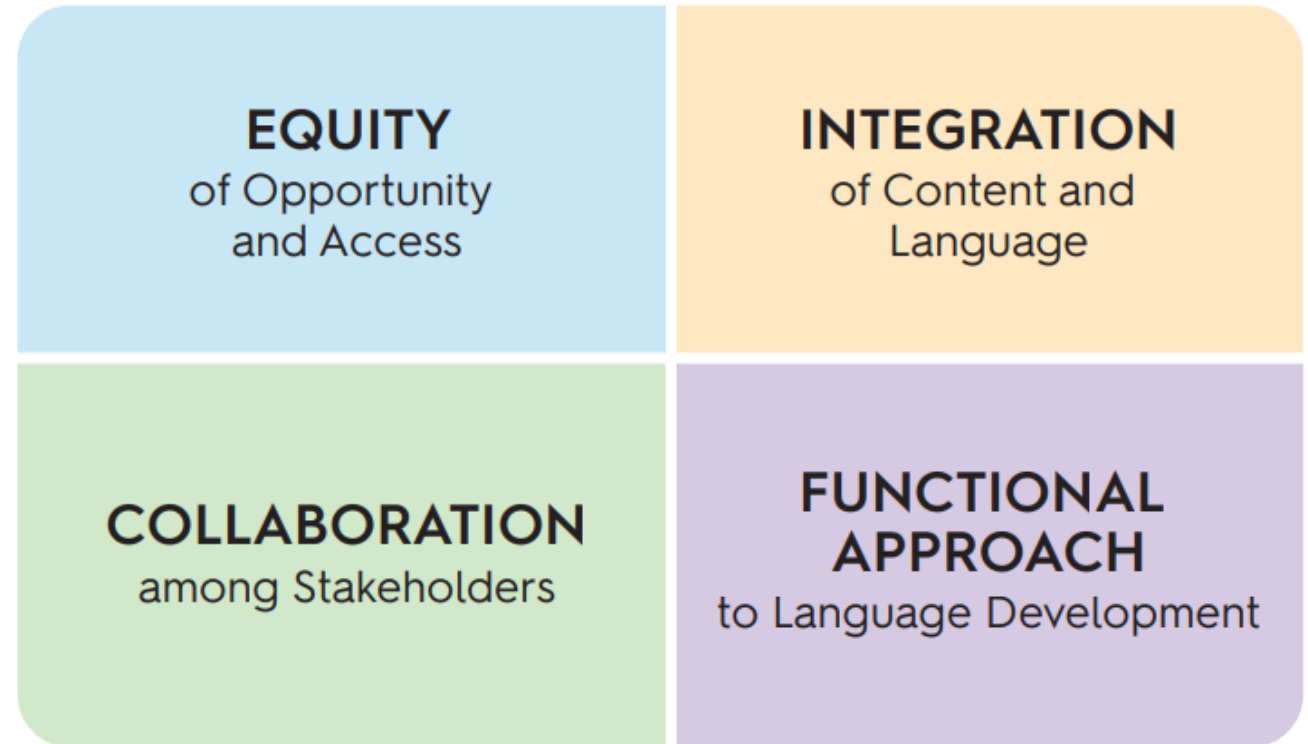 EQUITY
of Opportunity
and Access
INTEGRATION
of Content and
Language
COLLABORATION
among Stakeholders
FUNCTIONAL
APPROACH
to Language Development